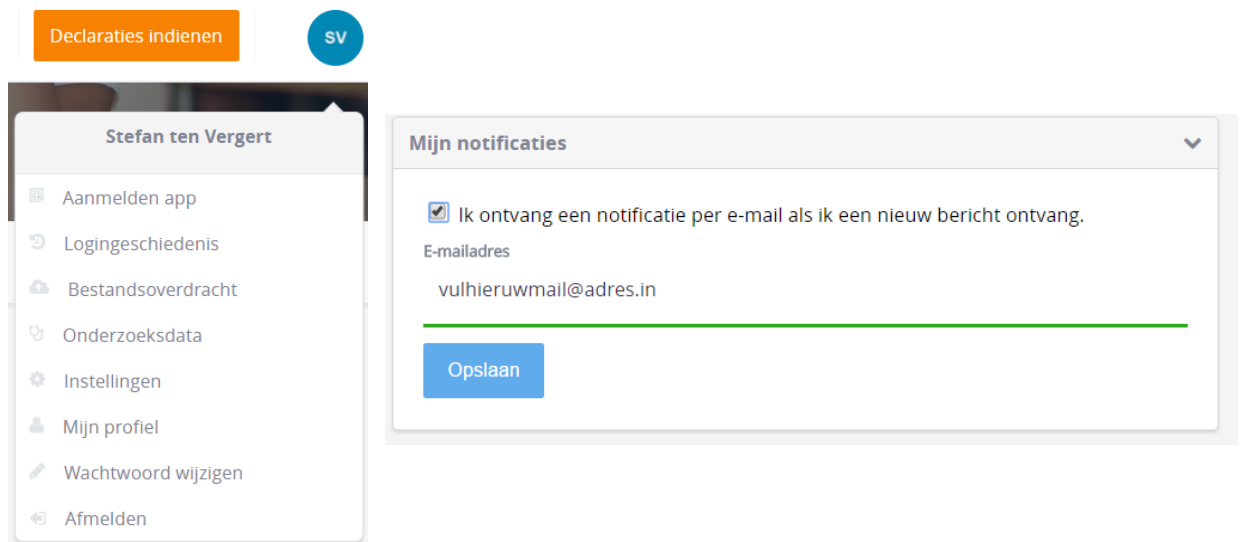 Declaraties indienen
SV
Stefan ten Vergert
Aanmelden app
Logingeschiedenis
Bestandsoverdracht
Onderzoeksdata
Instellingen
Mijn profiel
Wachtwoord wijzigen
Afmelden
Mijn notificaties
Ik ontvang een notificatie per e-mail als ik een nieuw bericht ontvang.
E-mailadres
vulhieruwmail@adres.in
Opslaan